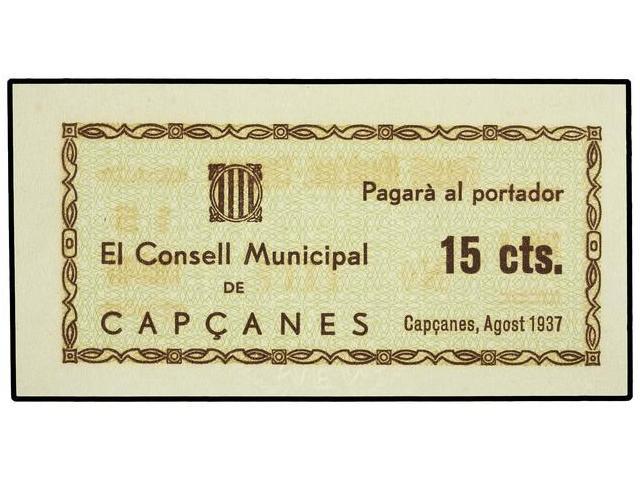 El Consell Municipal
DE
CAPÇANES
Pagarà al portador
15 cts.
Capçanes, Agost 1937